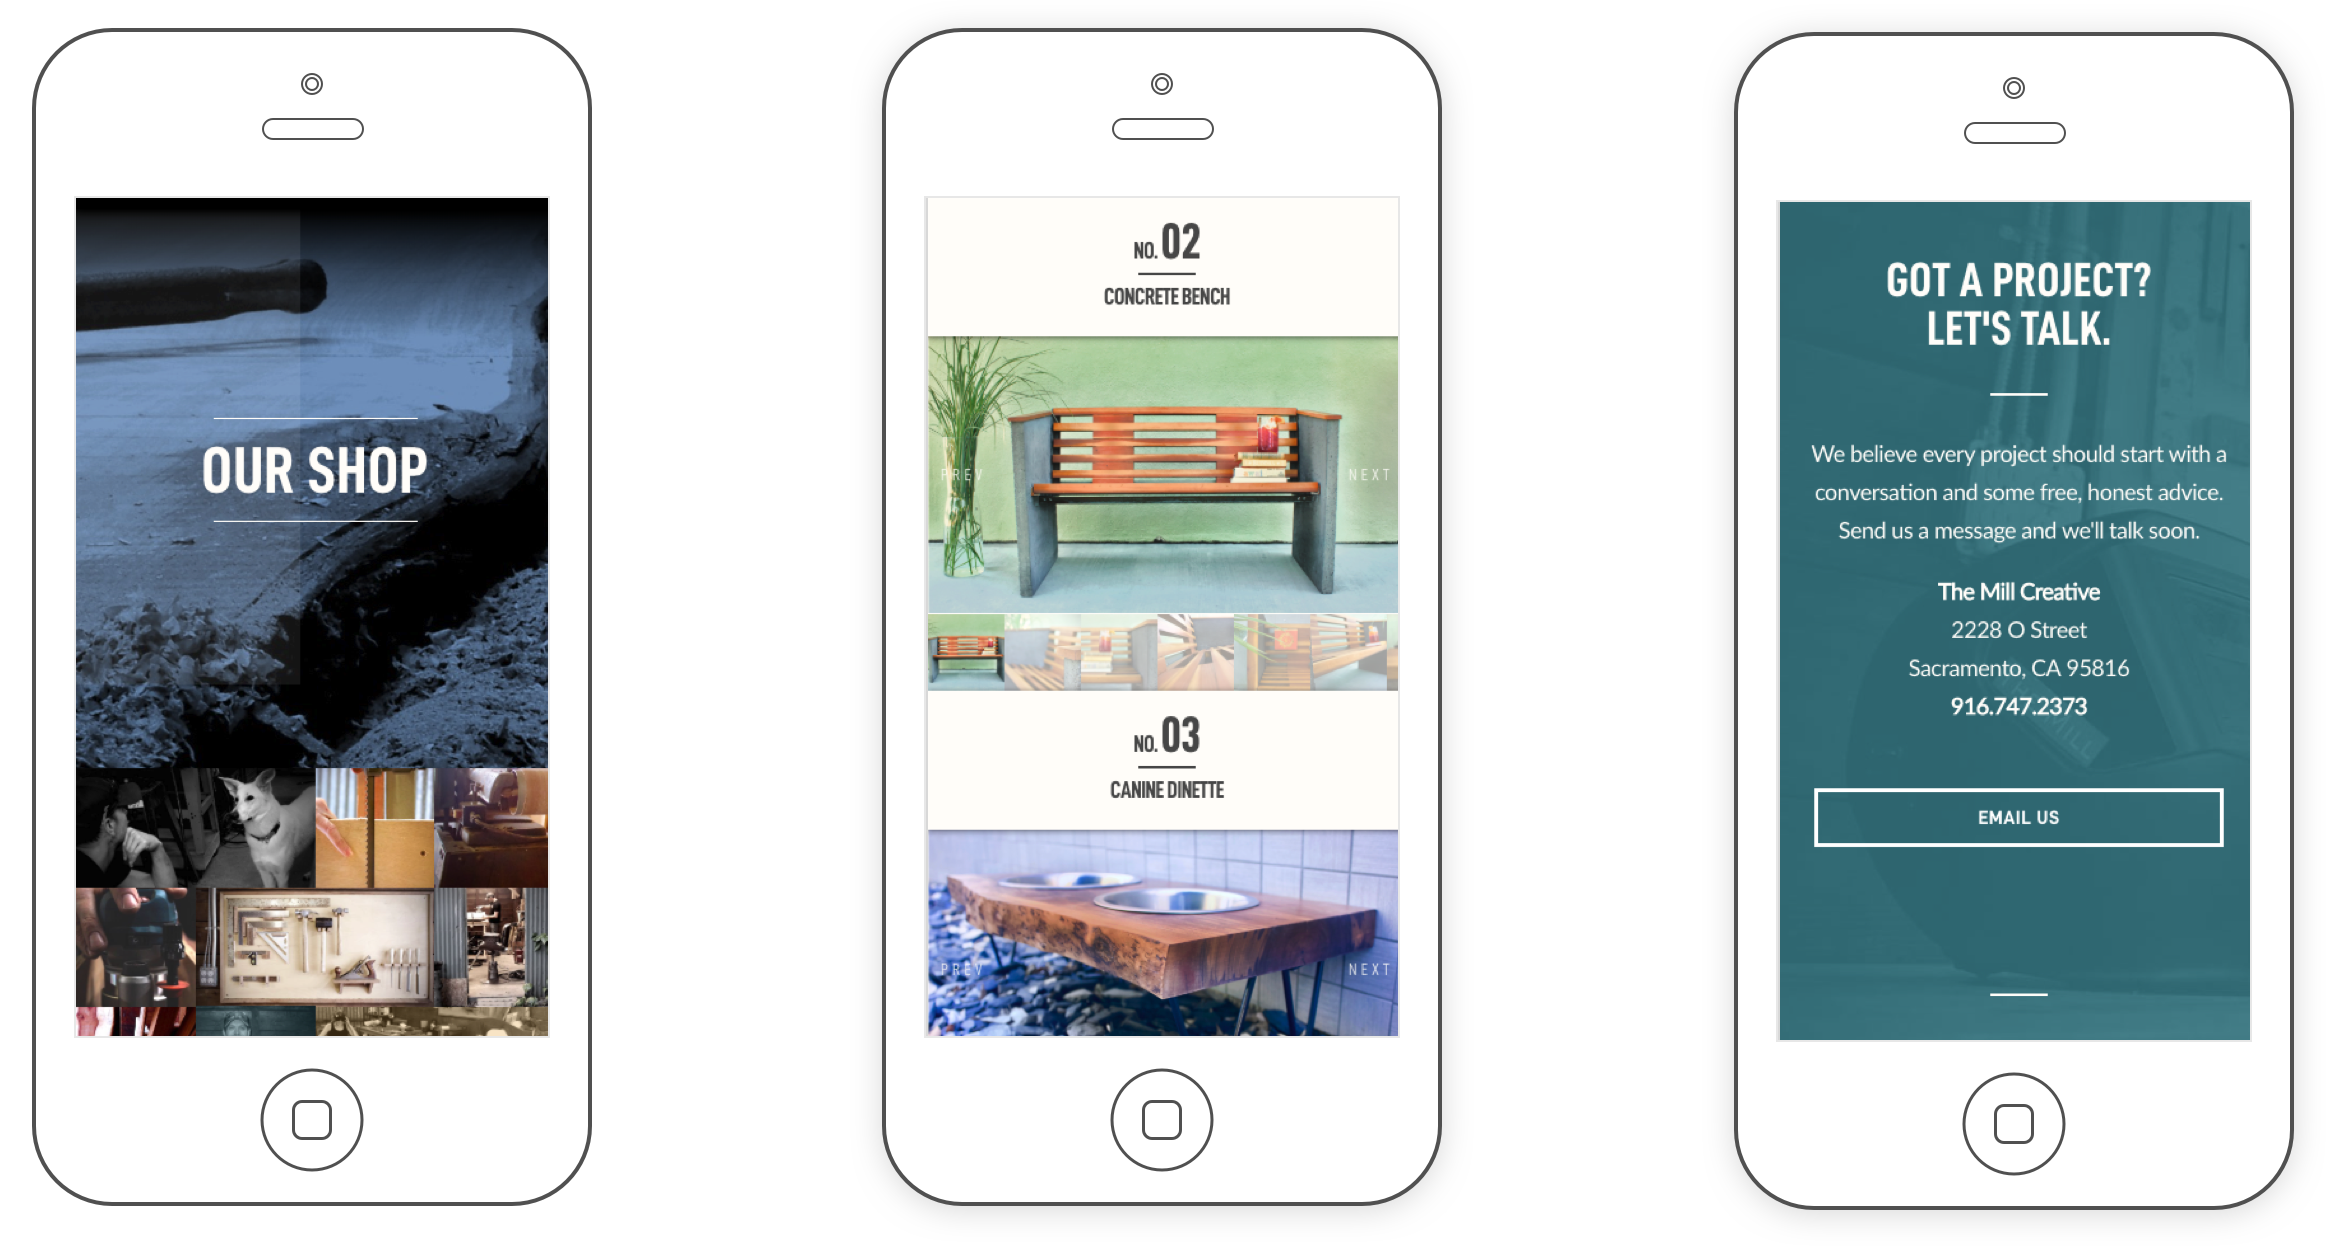 OUR SHOP
NO. 02
CONCRETE BENCH
PREV
NEXT
NO. 03
CANINE DINETTE
PREV
NEXT
GOT A PROJECT?
LET'S TALK.
We believe every project should start with a
conversation and some free, honest advice.
Send us a message and we'll talk soon.
The Mill Creative
2228 O Street
Sacramento, CA 95816
916.747.2373
EMAIL US